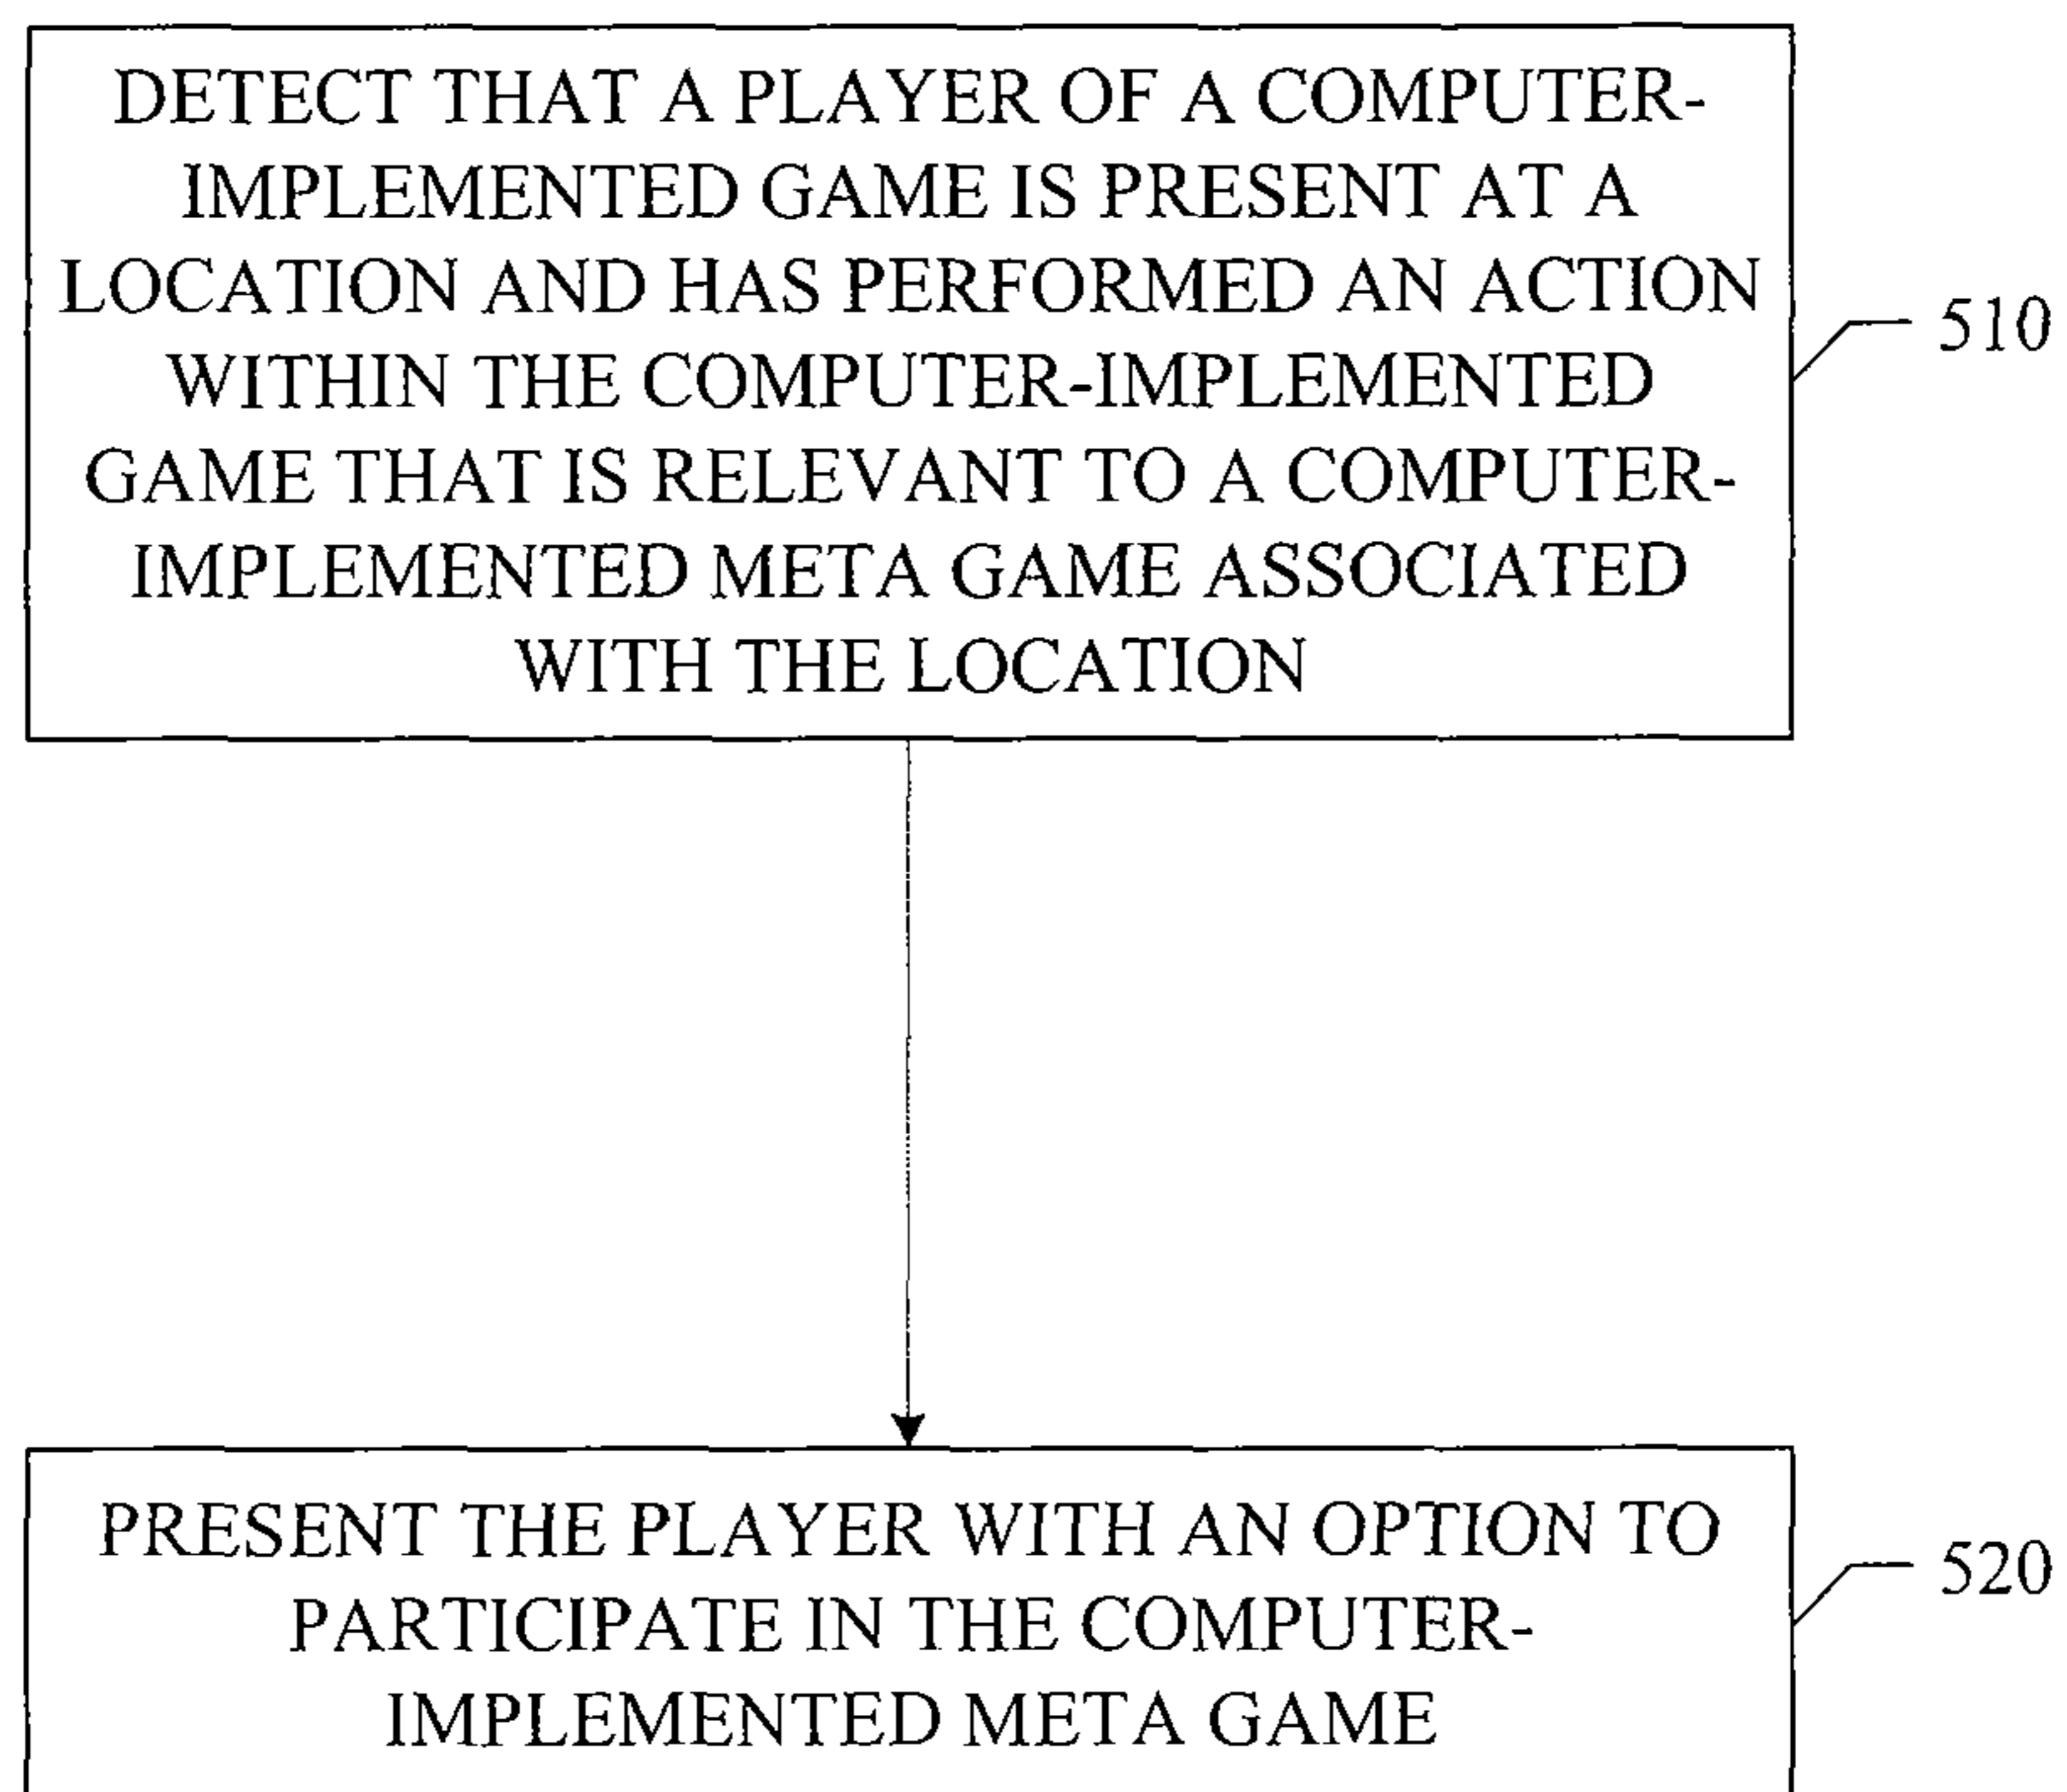 DETECT THAT A PLAYER OF A COMPUTER-
IMPLEMENTED GAME IS PRESENT AT A
LOCATION AND HAS PERFORMED AN ACTION
WITHIN THE COMPUTER-IMPLEMENTED
GAME THAT IS RELEVANT TO A COMPUTER-
IMPLEMENTED META GAME ASSOCIATED
WITH THE LOCATION
510
PRESENT THE PLAYER WITH AN OPTION TO
PARTICIPATE IN THE COMPUTER-
IMPLEMENTED META GAME
520